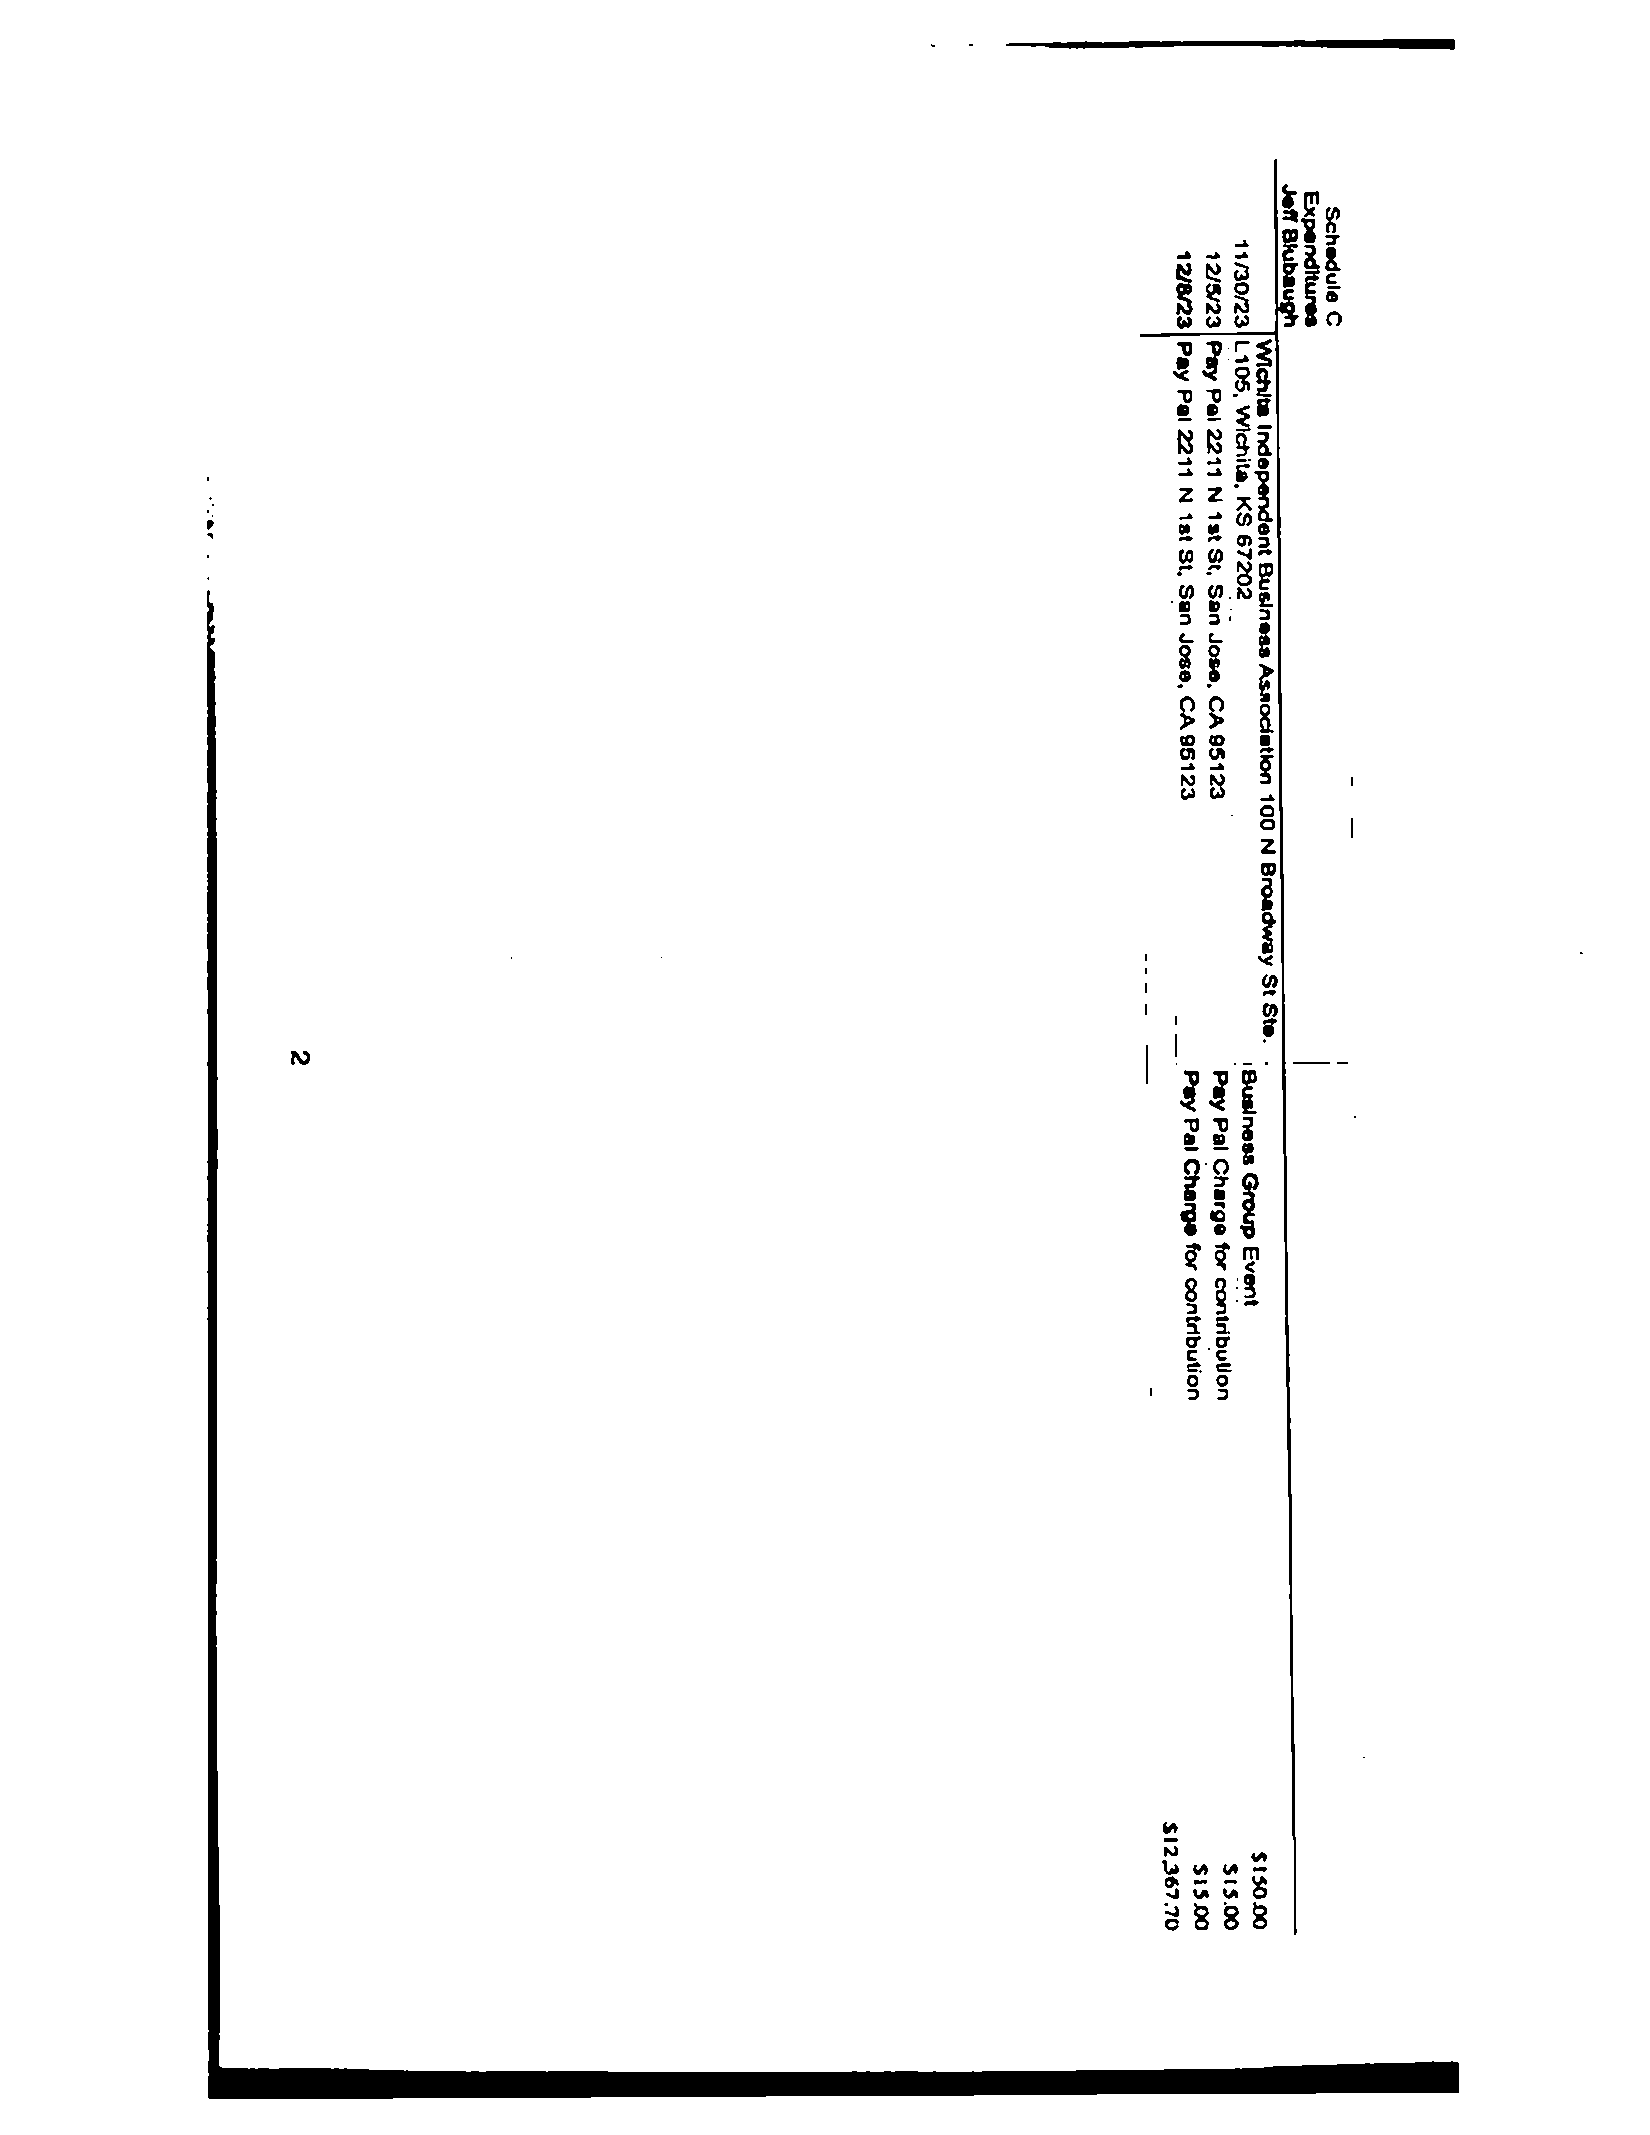 Schedule C
Expenditures
Jeff Blubaugh
Wichita Independent Business Association 100 N Broadway St Ste.
11/30/23 L105, Wichita, KS 67202 Business Group Event $150.00
12/5/23 Pay Pal 2211 N 1st St, San Jose, CA 95123 Pay Pal Charge for contribution $15.00
12/8/23 Pay Pal 2211 N 1st St, San Jose, CA 95123 Pay Pal Charge for contribution $15.00
$12,367.70
2